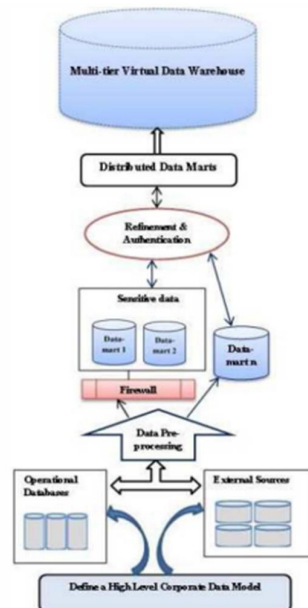 Multi-tier Virtual Data Warehouse
Distributed Data Marts
Refinement &
Authentication
Sensitive data
Data-
mart 1
Data-
mart 2
Data-
mart n
Firewall
Data Pre-
processing
Operational
Databares
External Sources
Define a High Level Corporate Data Model